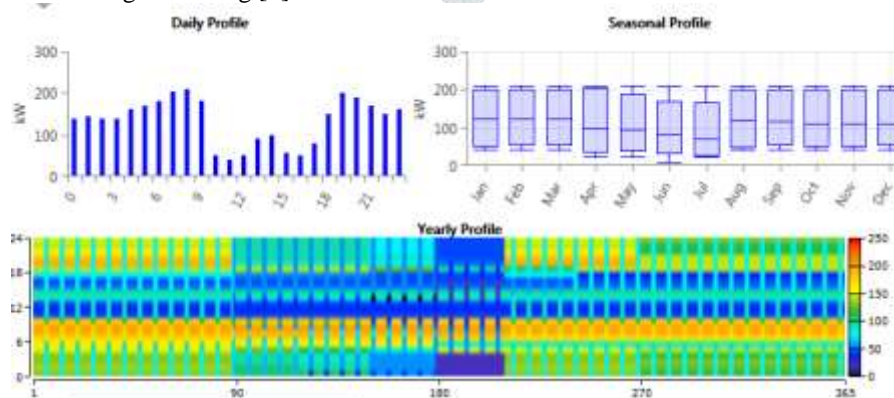 Daily Profile
Seasonal Profile
300
200
100
0
kW
0
3
6
9
12
15
18
21
300
200
100
0
kW
Jan
Feb
Mar
Apr
May
Jun
Jul
Aug
Sep
Oct
Nov
Dec
Yearly Profile
24
18
12
6
0
1
90
180
270
365
250
200
150
100
50
0